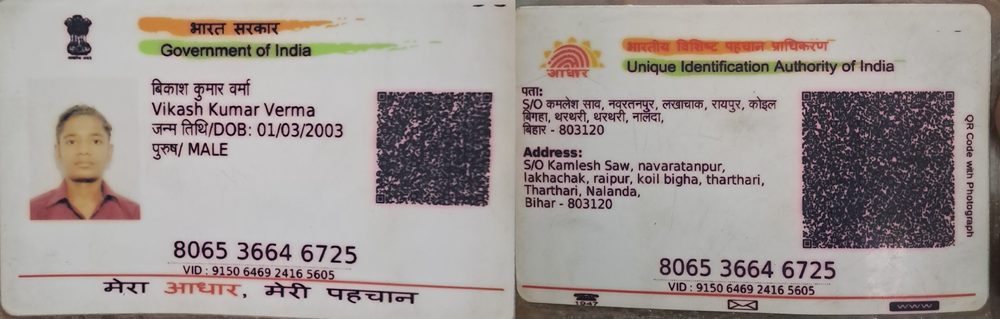 भारत सरकार
Government of India
बिकाश कुमार वर्मा
Vikash Kumar Verma
जन्म तिथि/DOB: 01/03/2003
पुरुष/ MALE
8065 3664 6725
VID : 9150 6469 2416 5605
मेरा आधार, मेरी पहचान
भारतीय विशिष्ट पहचान प्राधिकरण
Unique Identification Authority of India
आधार
पता:
S/O कमलेश साव, नवरतनपुर, लखाचाक, रायपुर, कोइल
बिगहा, थरथरी, थरथरी, नालंदा,
बिहार - 803120
Address:
S/O Kamlesh Saw, navaratanpur,
lakhachak, raipur, koil bigha, tharthari,
Tharthari, Nalanda,
Bihar - 803120
QR Code with Photograph
8065 3664 6725
VID : 9150 6469 2416 5605
1947
www